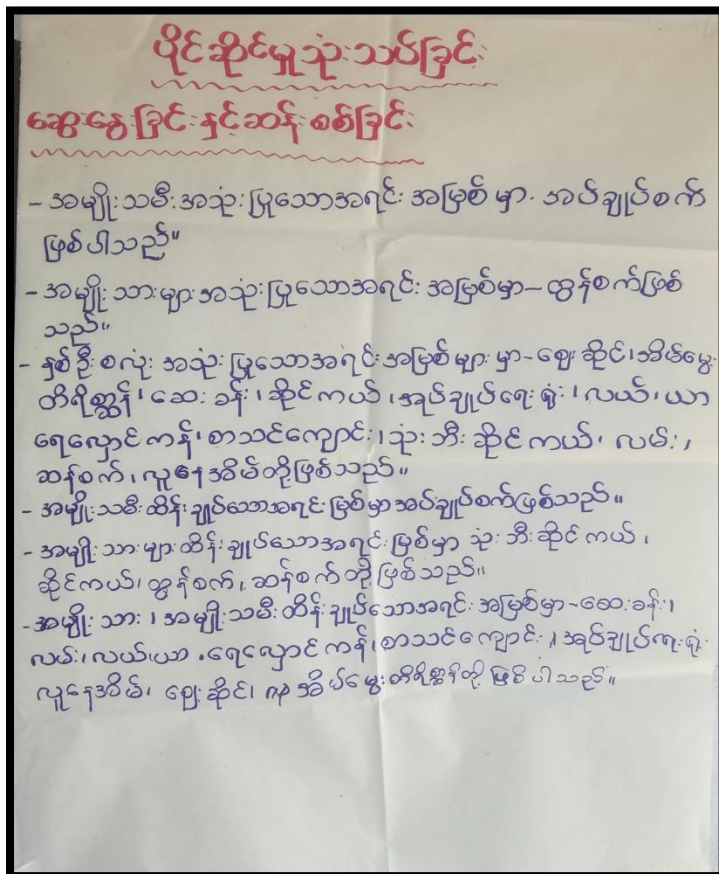 ပိုင်ဆိုင်မှုသုံးသပ်ခြင်း
ဆွေးနွေးခြင်းနှင့်ဆန်းစစ်ခြင်း
- အမျိုးသမီးအသုံးပြုသောအရင်းအမြစ်မှာ အပ်ချုပ်စက်
ဖြစ်ပါသည်။
- အမျိုးသားများအသုံးပြုသောအရင်းအမြစ်မှာ-ထွန်စက်ဖြစ်
သည်။
- နှစ်ဦးစလုံးအသုံးပြုသောအရင်းအမြစ်များမှာ-ဈေးဆိုင်၊အိမ်မွေး
တိရိစ္ဆာန်၊ဆေးခန်း၊ဆိုင်ကယ်၊အုပ်ချုပ်ရေးရုံး၊လယ်၊ယာ
ရေလှောင်ကန်၊စာသင်ကျောင်း၊သုံးဘီးဆိုင်ကယ်၊လမ်း၊
ဆန်စက်၊လူနေအိမ်တို့ဖြစ်သည်။
- အမျိုးသမီးထိန်းချုပ်သောအရင်းမြစ်မှာအပ်ချုပ်စက်ဖြစ်သည်။
- အမျိုးသားများထိန်းချုပ်သောအရင်းမြစ်မှာ သုံးဘီးဆိုင်ကယ်၊
ဆိုင်ကယ်၊ထွန်စက်၊ဆန်စက်တို့ဖြစ်သည်။
- အမျိုးသား၊အမျိုးသမီးထိန်းချုပ်သောအရင်းအမြစ်မှာ-ဆေးခန်း၊
လမ်း၊လယ်၊ယာ၊ရေလှောင်ကန်၊စာသင်ကျောင်း၊အုပ်ချုပ်ရေးရုံး
လူနေအိမ်၊ဈေးဆိုင်၊အိမ်မွေးတိရိစ္ဆာန်တို့ဖြစ်ပါသည်။